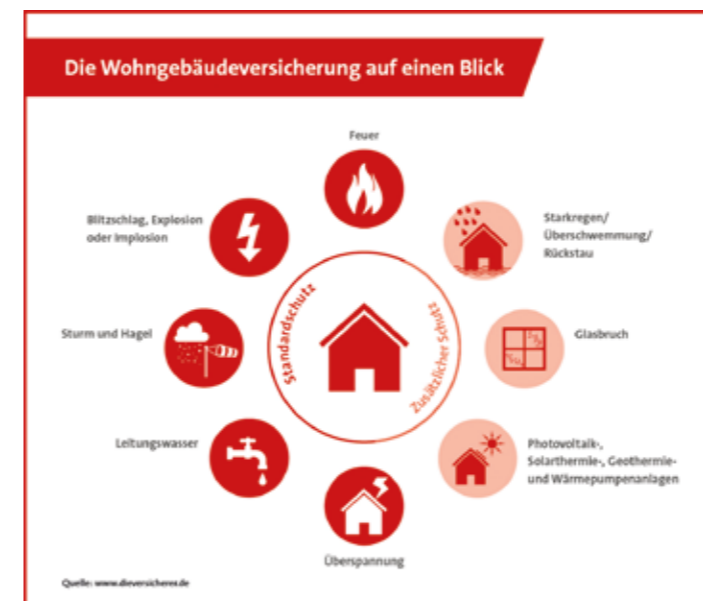 Die Wohngebäudeversicherung auf einen Blick
Feuer
Blitzschlag, Explosion
oder Implosion
Starkregen/
Überschwemmung/
Rückstau
Standardschutz
Zusätzlicher Schutz
Sturm und Hagel
Glasbruch
Leitungswasser
Photovoltaik-,
Solarthermie-, Geothermie-
und Wärmepumpenanlagen
Überspannung
Quelle: www.dieversicherer.de